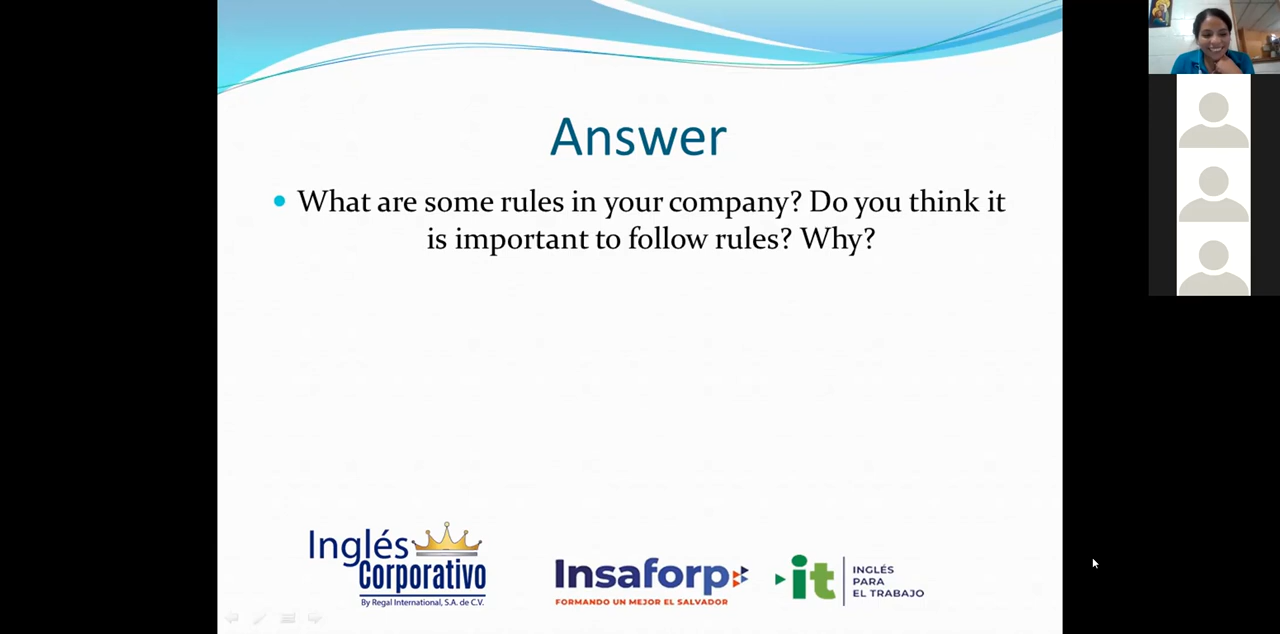 Answer
What are some rules in your company? Do you think it
is important to follow rules? Why?
Inglés
Corporativo
By Regal International, S.A. de C.V.
Insaforp
FORMANDO UN MEJOR EL SALVADOR
it
INGLÉS
PARA
EL TRABAJO